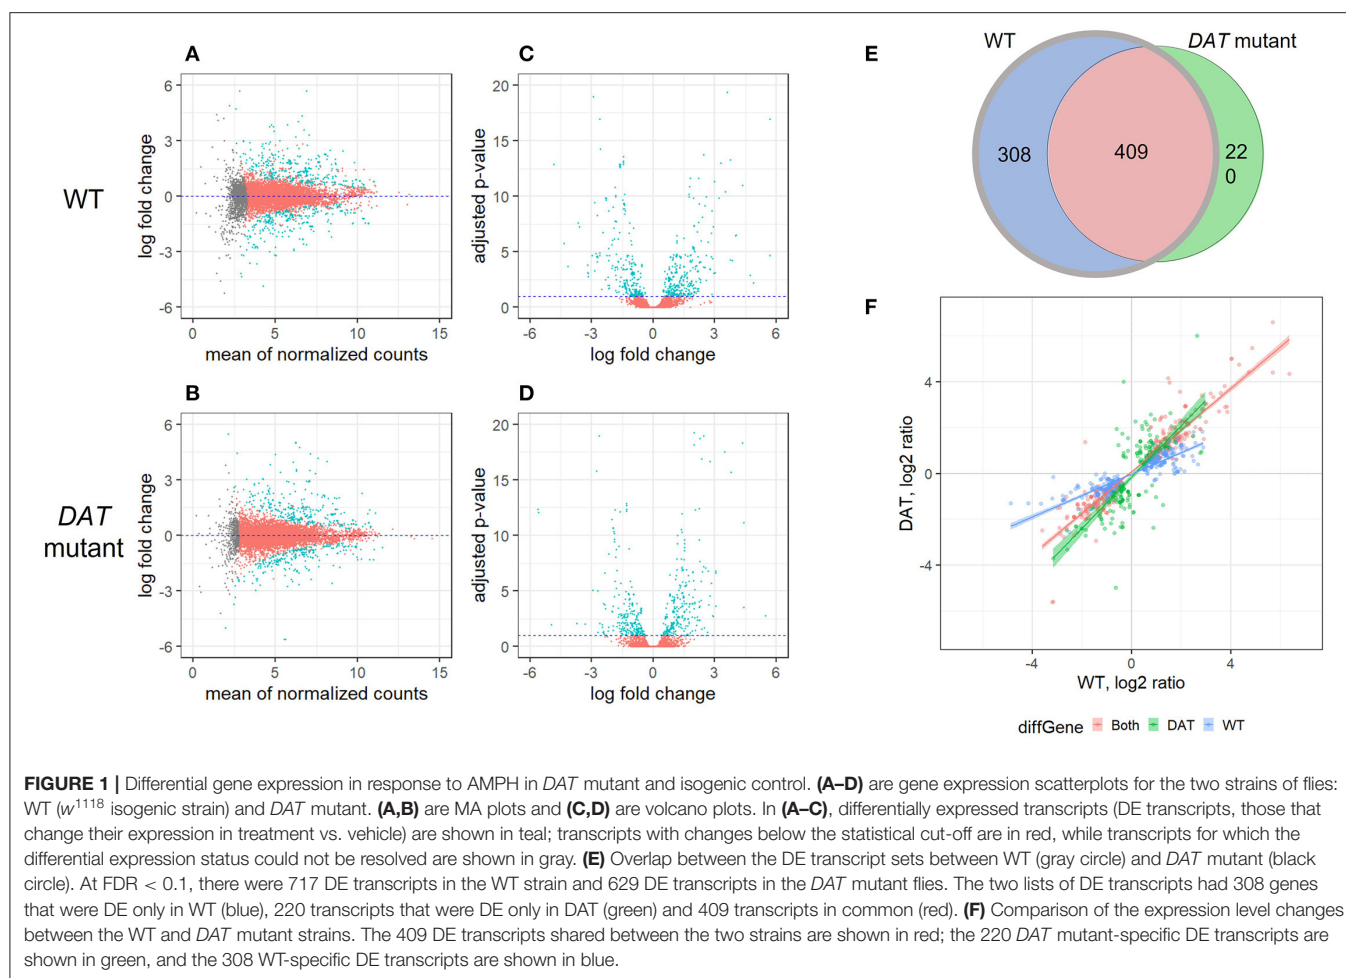 A
WT
log fold change
6
3
0
-3
-6
0
5
10
15
mean of normalized counts
C
adjusted p-value
20
15
10
5
0
-6
-3
0
3
6
log fold change
B
DAT
mutant
log fold change
6
3
0
-3
-6
0
5
10
15
mean of normalized counts
D
adjusted p-value
20
15
10
5
0
-6
-3
0
3
6
log fold change
E
WT
DAT mutant
308
409
22
0
F
DAT, log2 ratio
4
0
-4
-4
0
4
WT, log2 ratio
diffGene Both DAT WT
FIGURE 1 | Differential gene expression in response to AMPH in DAT mutant and isogenic control. (A–D) are gene expression scatterplots for the two strains of flies:
WT (w1118 isogenic strain) and DAT mutant. (A,B) are MA plots and (C,D) are volcano plots. In (A–C), differentially expressed transcripts (DE transcripts, those that
change their expression in treatment vs. vehicle) are shown in teal; transcripts with changes below the statistical cut-off are in red, while transcripts for which the
differential expression status could not be resolved are shown in gray. (E) Overlap between the DE transcript sets between WT (gray circle) and DAT mutant (black
circle). At FDR < 0.1, there were 717 DE transcripts in the WT strain and 629 DE transcripts in the DAT mutant flies. The two lists of DE transcripts had 308 genes
that were DE only in WT (blue), 220 transcripts that were DE only in DAT (green) and 409 transcripts in common (red). (F) Comparison of the expression level changes
between the WT and DAT mutant strains. The 409 DE transcripts shared between the two strains are shown in red; the 220 DAT mutant-specific DE transcripts are
shown in green, and the 308 WT-specific DE transcripts are shown in blue.